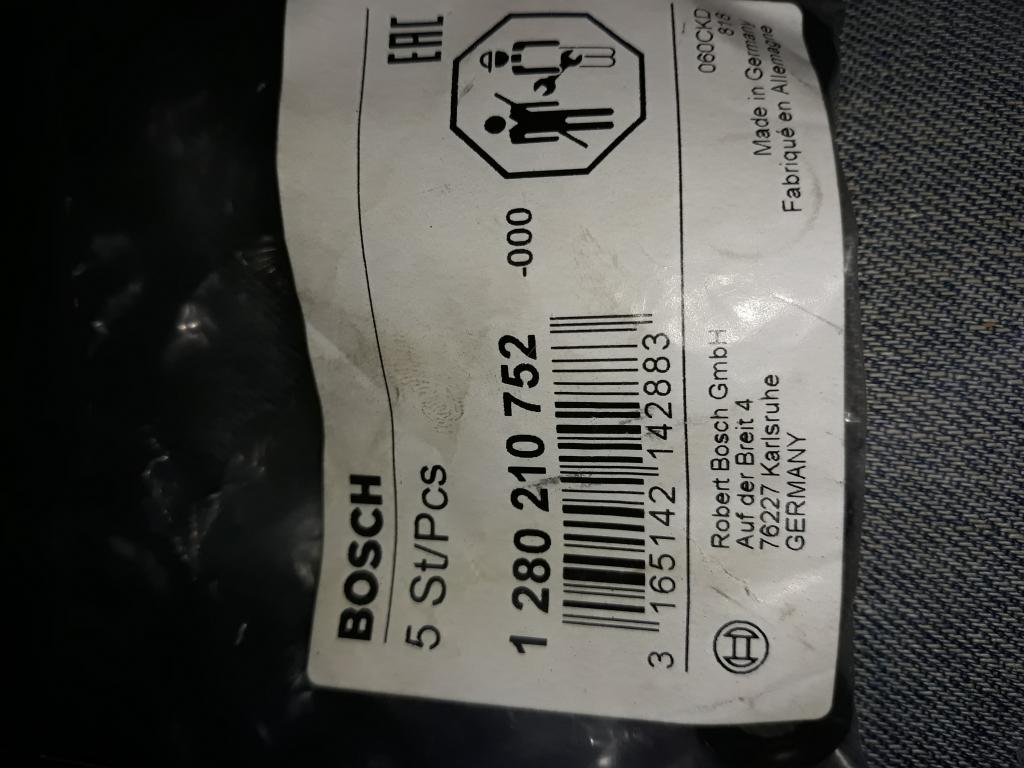 BOSCH
EAC
5 St/Pcs
1 280 210 752 -000
3 165142 142883
Robert Bosch GmbH
Auf der Breit 4
76227 Karlsruhe
GERMANY
060CKD
816
Made in Germany
Fabriqué en Allemagne